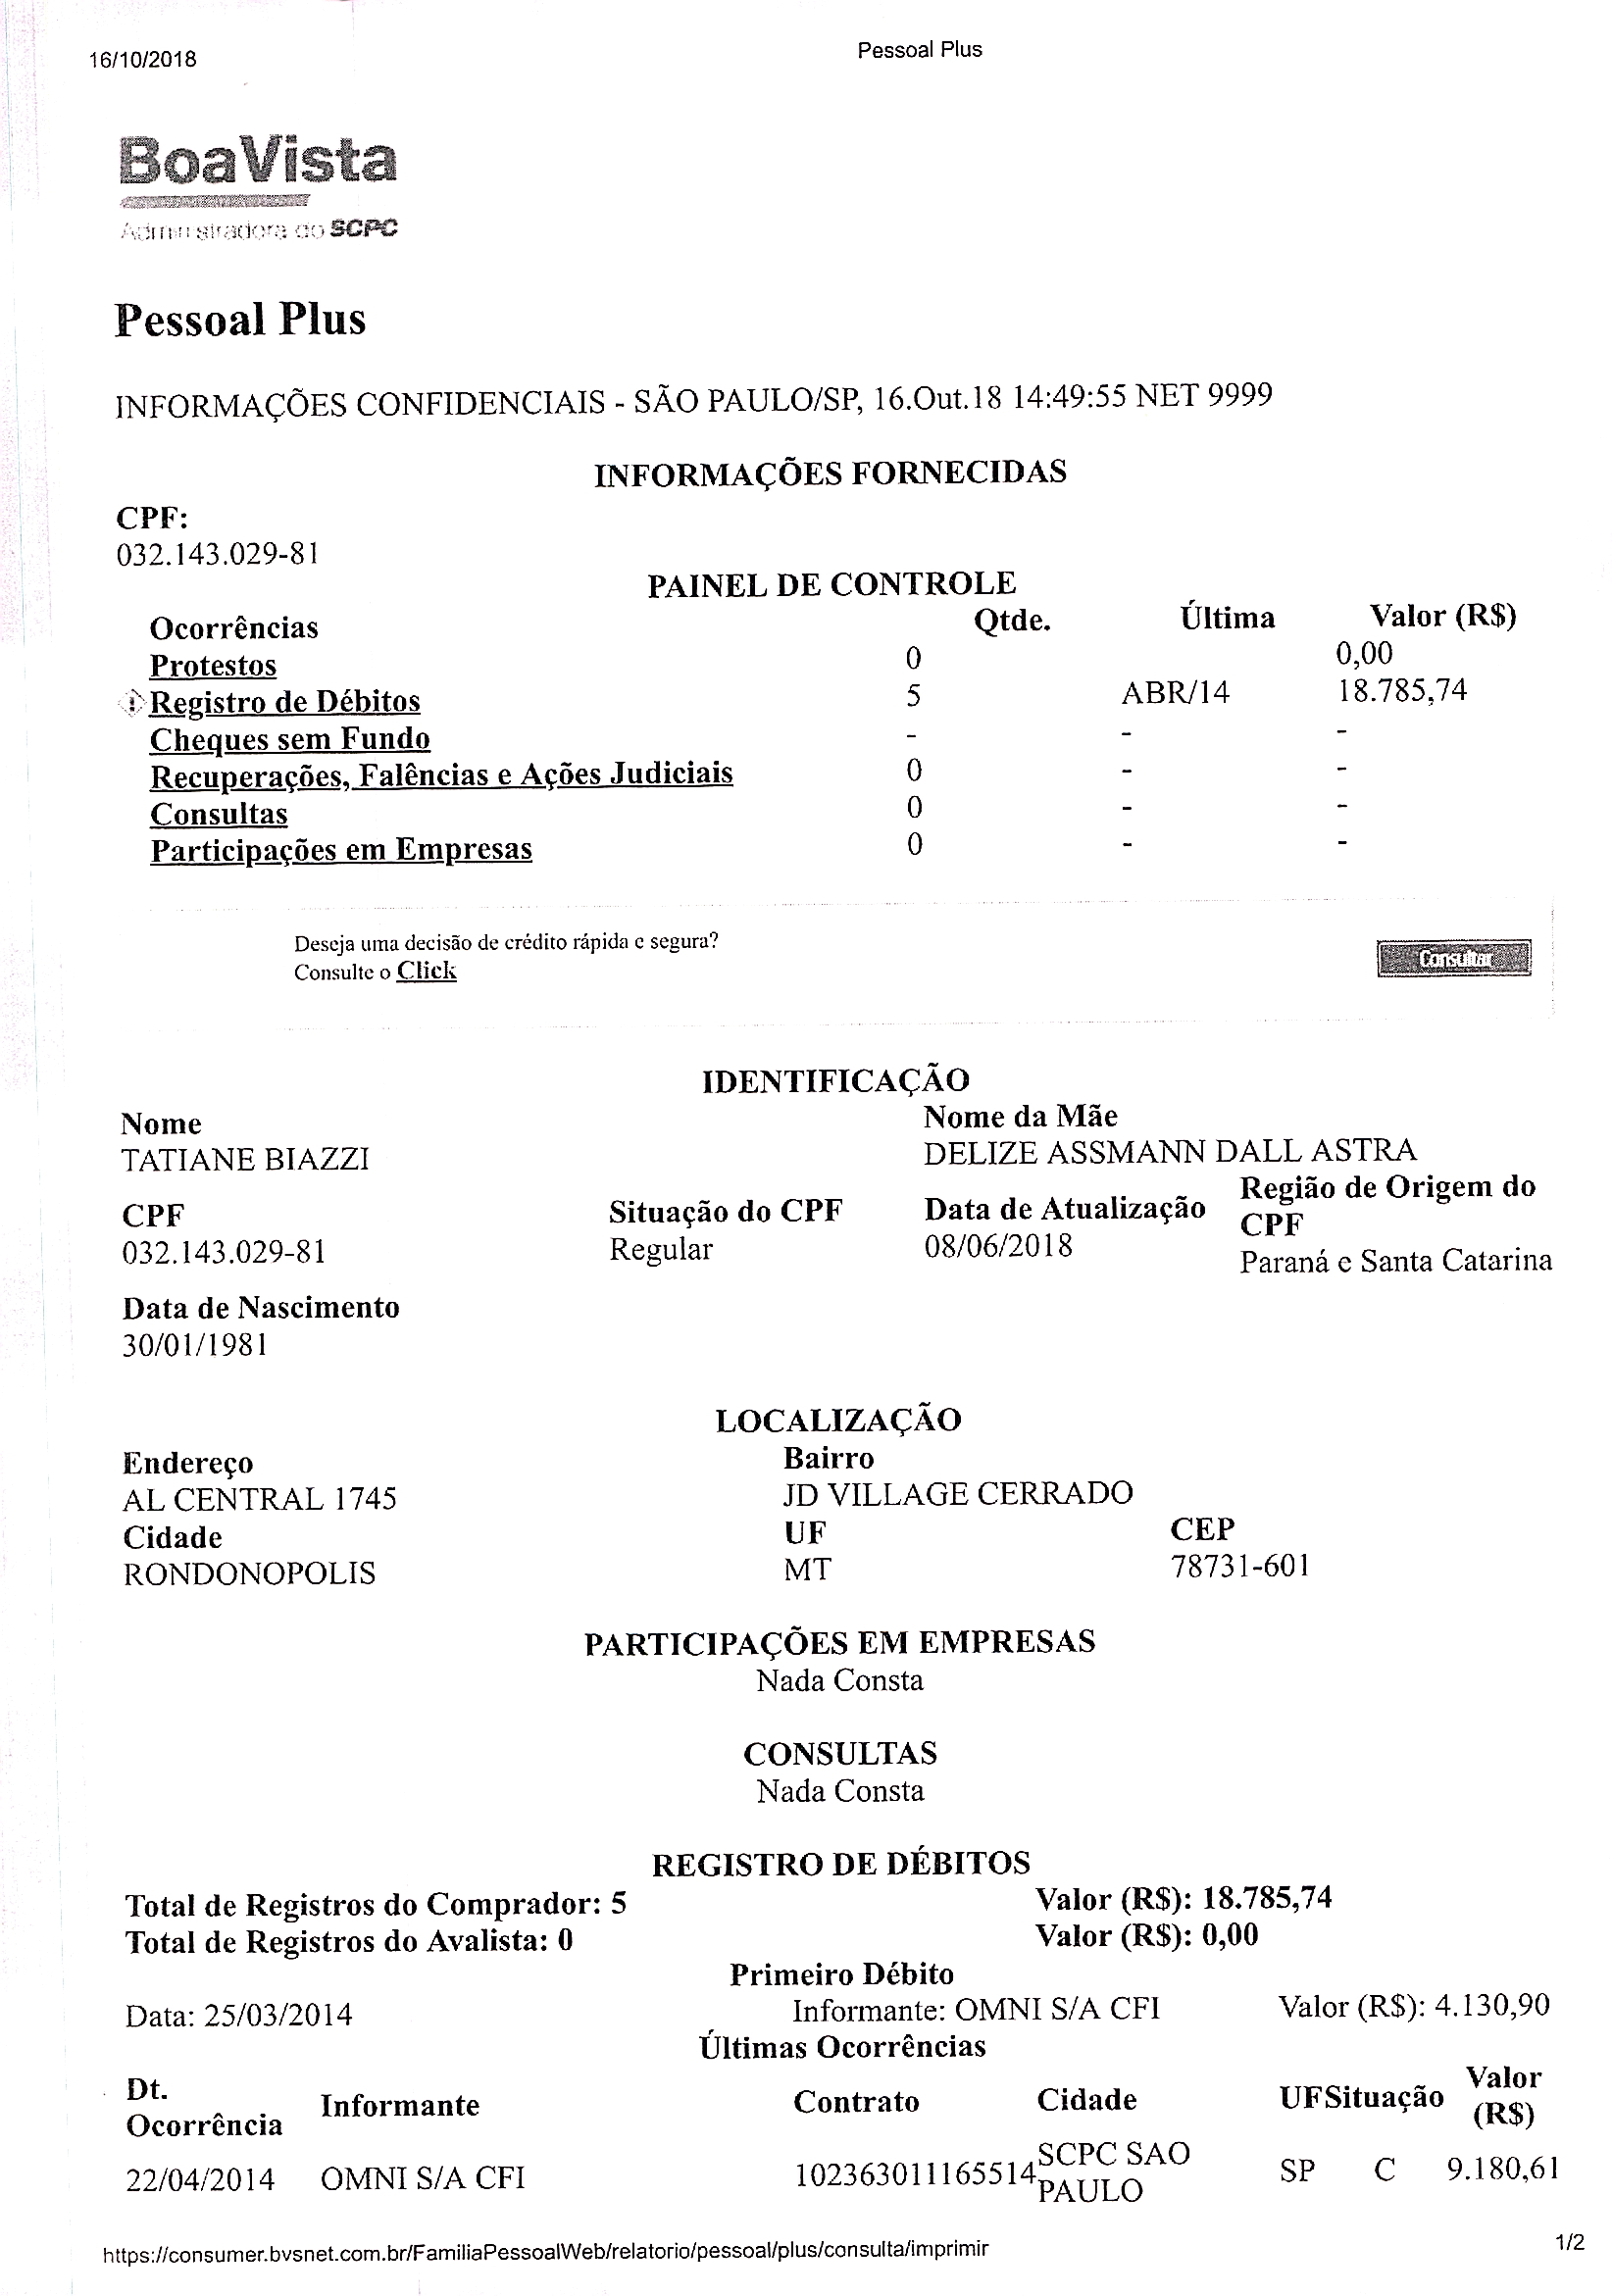 16/10/2018 Pessoal Plus
BoaVista
Administradora do SCPC
Pessoal Plus
INFORMAÇÕES CONFIDENCIAIS - SÃO PAULO/SP, 16.Out.18 14:49:55 NET 9999
INFORMAÇÕES FORNECIDAS
CPF:
032.143.029-81
PAINEL DE CONTROLE
Ocorrências Qtde. Última Valor (R$)
Protestos 0 0,00
Registro de Débitos 5 ABR/14 18.785,74
Cheques sem Fundo - - -
Recuperações, Falências e Ações Judiciais 0 - -
Consultas 0 - -
Participações em Empresas 0 - -
Deseja uma decisão de crédito rápida e segura?
Consulte o Click Consultar
IDENTIFICAÇÃO
Nome Nome da Mãe
TATIANE BIAZZI DELIZE ASSMANN DALL ASTRA
CPF Situação do CPF Data de Atualização Região de Origem do CPF
032.143.029-81 Regular 08/06/2018 Paraná e Santa Catarina
Data de Nascimento
30/01/1981
LOCALIZAÇÃO
Endereço Bairro
AL CENTRAL 1745 JD VILLAGE CERRADO
Cidade UF CEP
RONDONOPOLIS MT 78731-601
PARTICIPAÇÕES EM EMPRESAS
Nada Consta
CONSULTAS
Nada Consta
REGISTRO DE DÉBITOS
Total de Registros do Comprador: 5 Valor (R$): 18.785,74
Total de Registros do Avalista: 0 Valor (R$): 0,00
Primeiro Débito
Data: 25/03/2014 Informante: OMNI S/A CFI Valor (R$): 4.130,90
Últimas Ocorrências
Dt. Ocorrência Informante Contrato Cidade UF Situação Valor (R$)
22/04/2014 OMNI S/A CFI 102363011165514 SCPC SAO PAULO SP C 9.180,61
https://consumer.bvsnet.com.br/FamiliaPessoalWeb/relatorio/pessoal/plus/consulta/imprimir 1/2